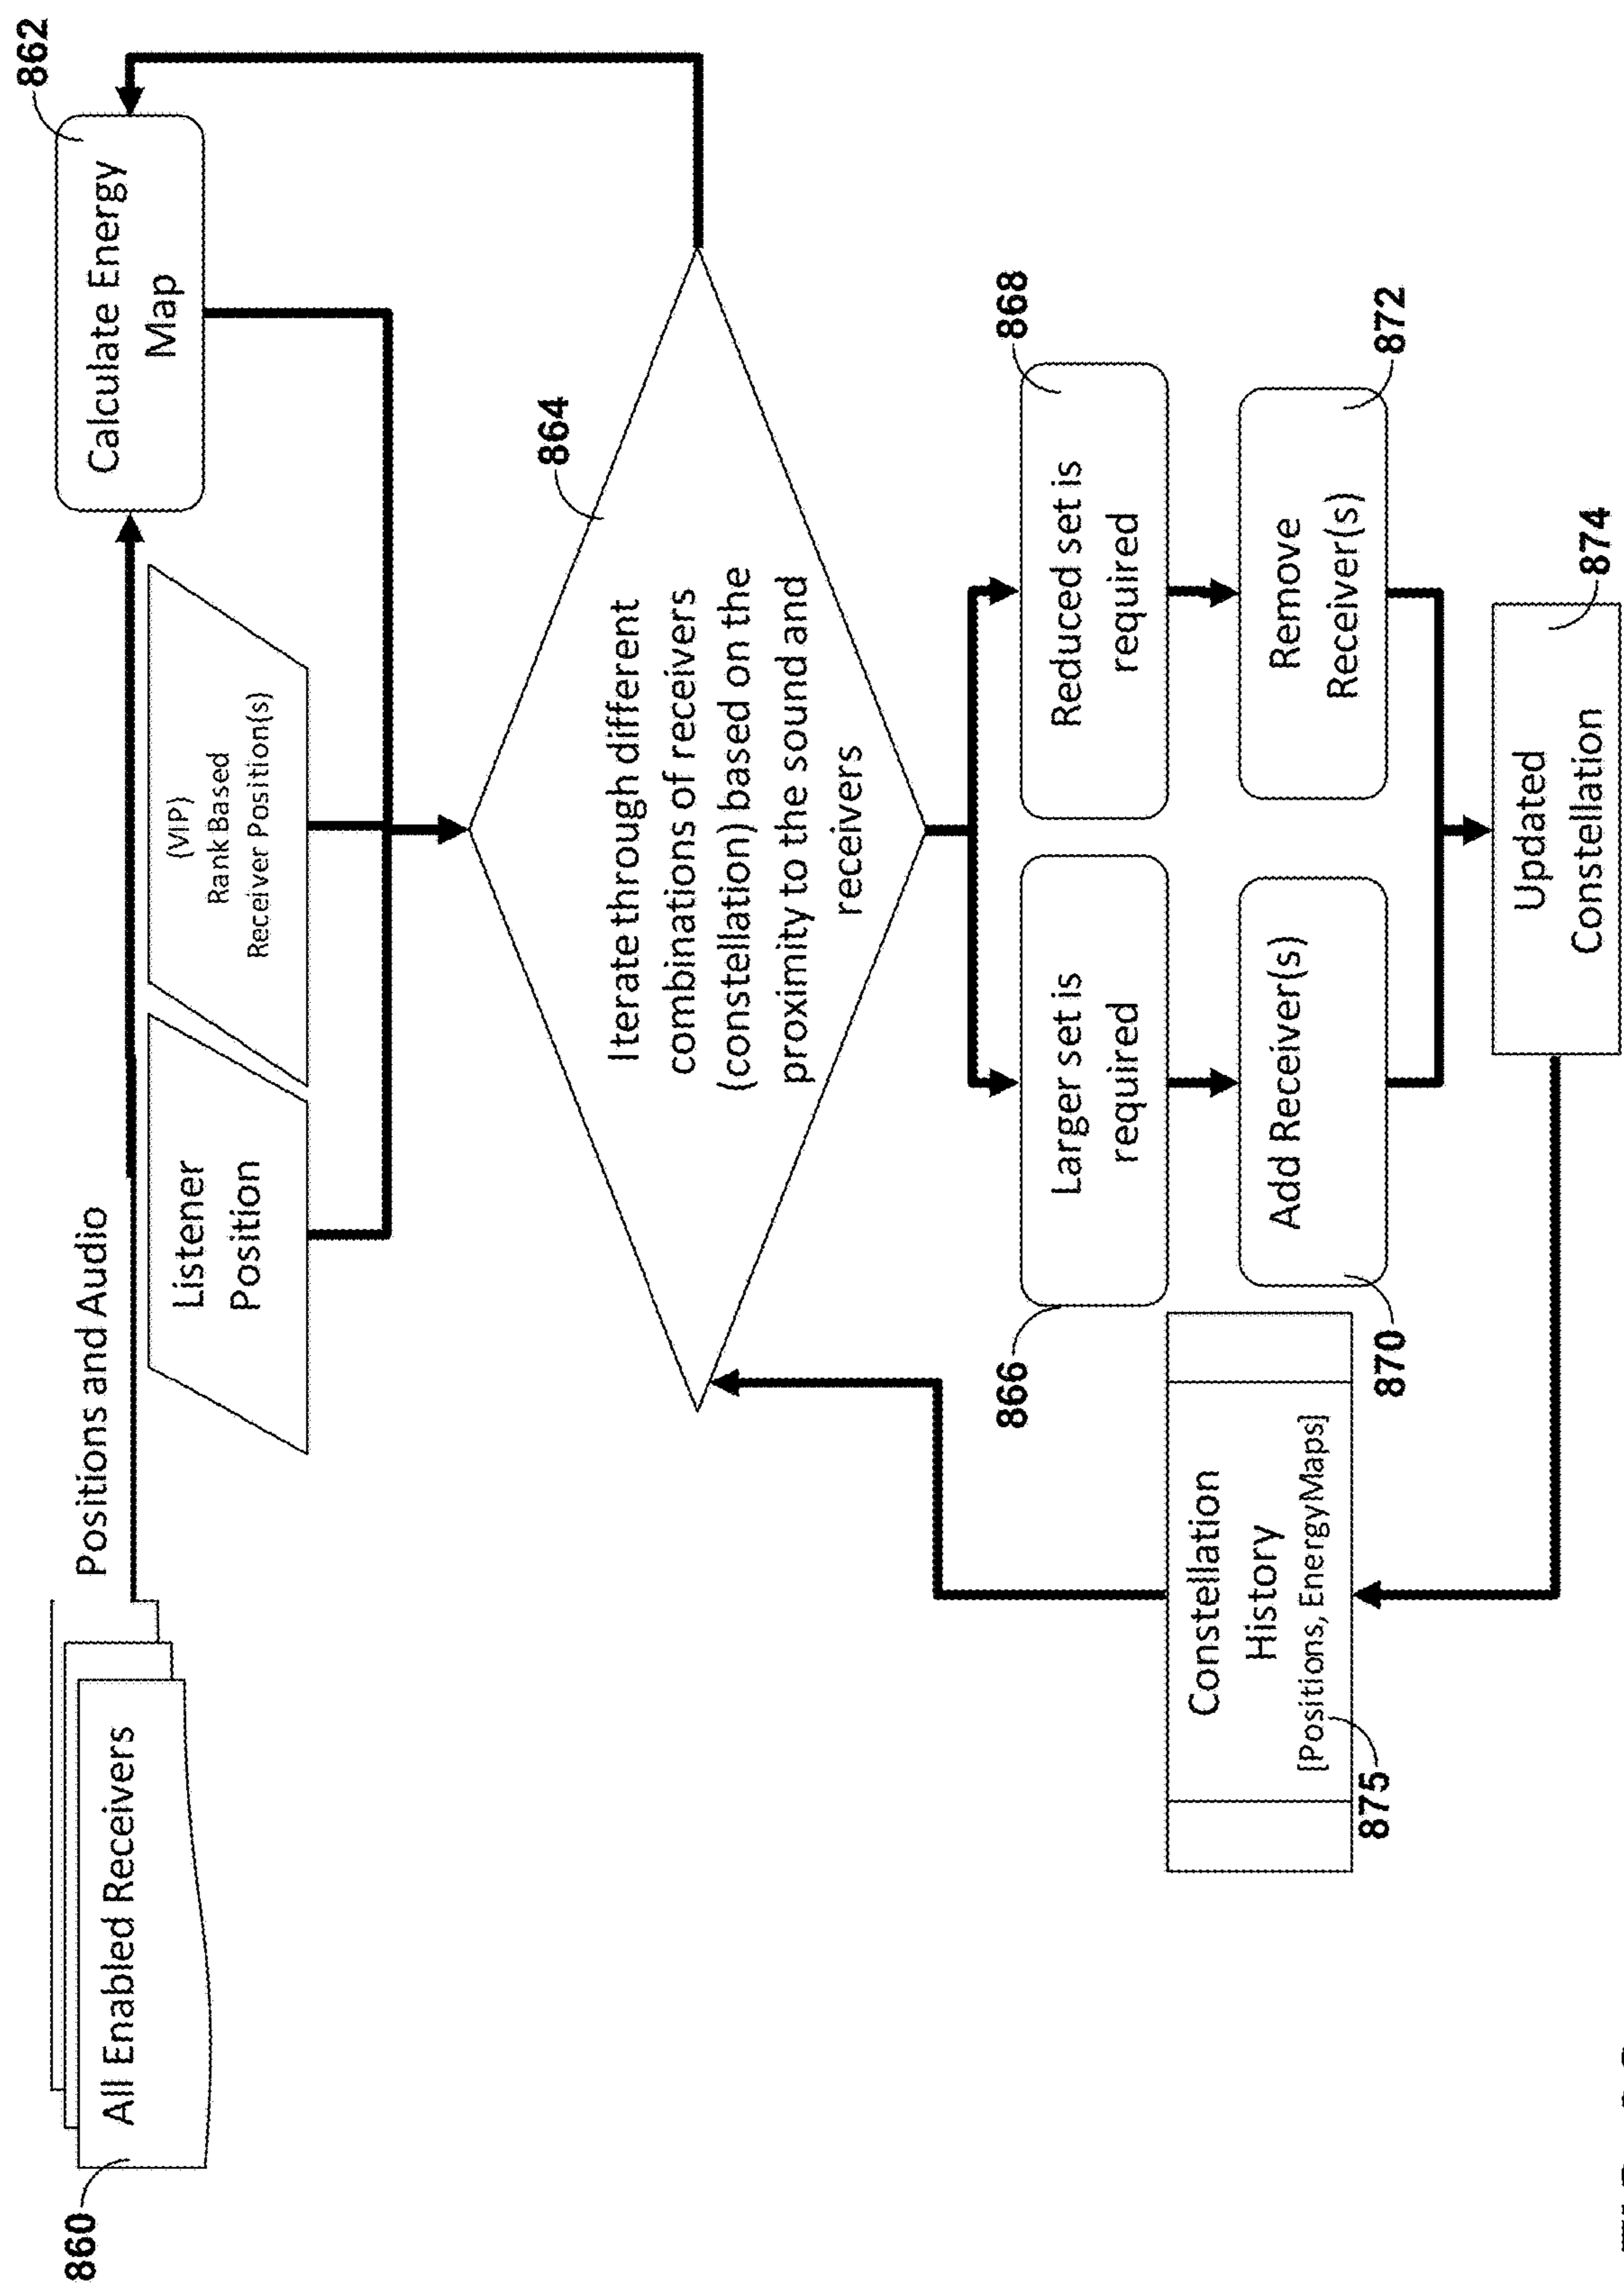 860
All Enabled Receivers
Positions and Audio
862
Calculate Energy
Map
Listener
Position
(VIP)
Rank Based
Receiver Position(s)
864
Iterate through different
combinations of receivers
(constellation) based on the
proximity to the sound and
receivers
866
Larger set is
required
868
Reduced set is
required
870
Add Receiver(s)
872
Remove
Receiver(s)
Constellation
History
[Positions, EnergyMaps]
875
874
Updated
Constellation